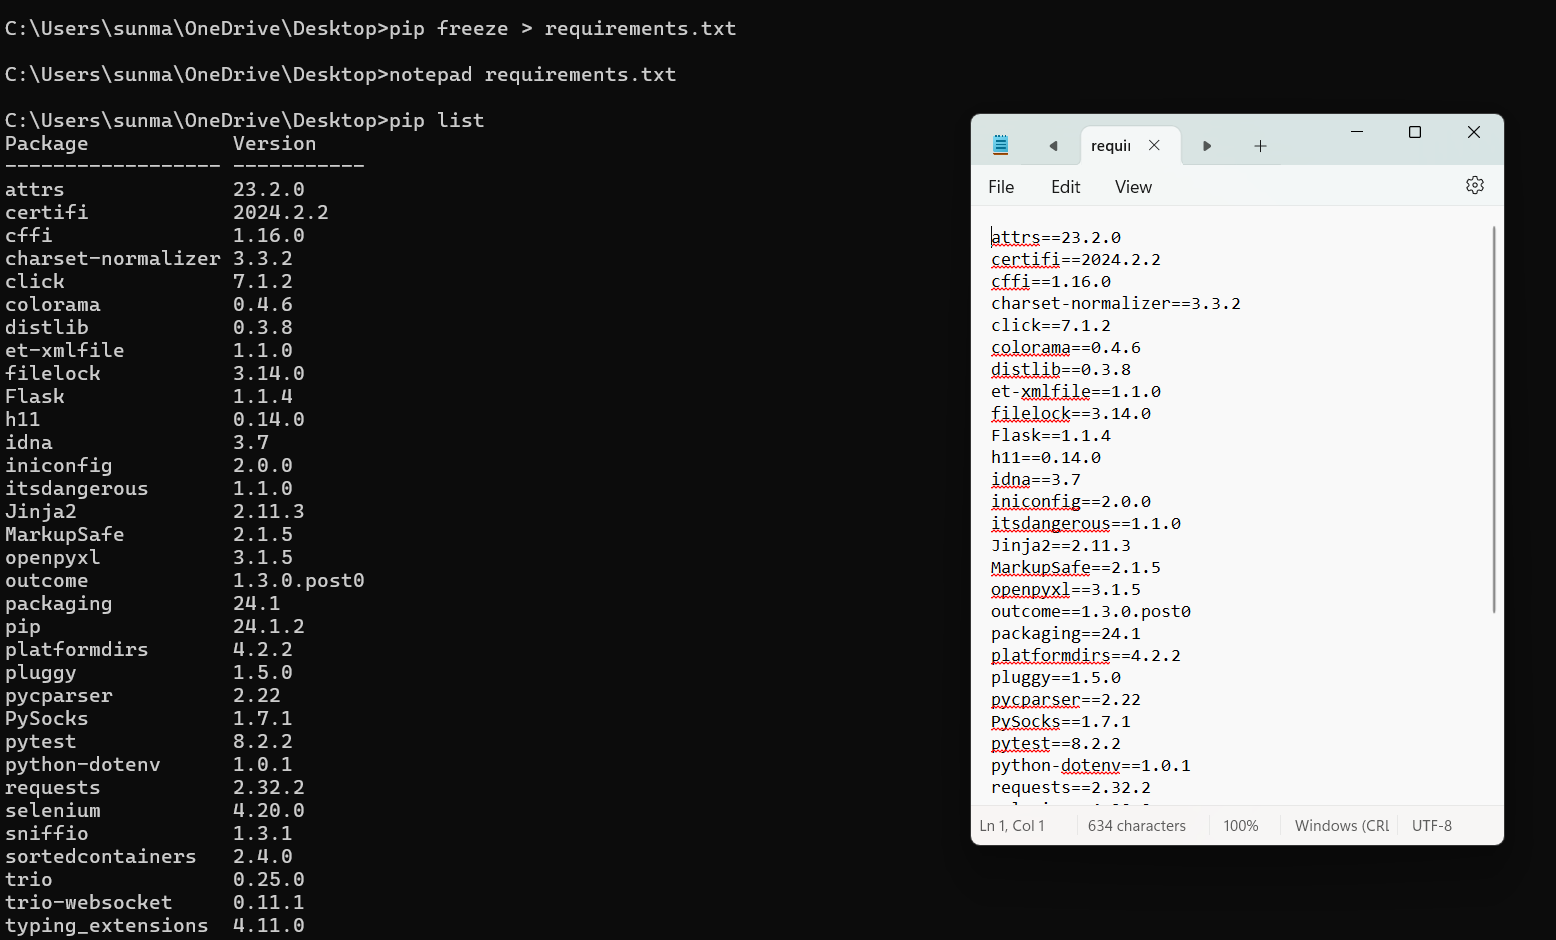 C:\Users\sunma\OneDrive\Desktop>pip freeze > requirements.txt
C:\Users\sunma\OneDrive\Desktop>notepad requirements.txt
C:\Users\sunma\OneDrive\Desktop>pip list
Package Version
------------------ -----------
attrs 23.2.0
certifi 2024.2.2
cffi 1.16.0
charset-normalizer 3.3.2
click 7.1.2
colorama 0.4.6
distlib 0.3.8
et-xmlfile 1.1.0
filelock 3.14.0
Flask 1.1.4
h11 0.14.0
idna 3.7
iniconfig 2.0.0
itsdangerous 1.1.0
Jinja2 2.11.3
MarkupSafe 2.1.5
openpyxl 3.1.5
outcome 1.3.0.post0
packaging 24.1
pip 24.1.2
platformdirs 4.2.2
pluggy 1.5.0
pycparser 2.22
PySocks 1.7.1
pytest 8.2.2
python-dotenv 1.0.1
requests 2.32.2
selenium 4.20.0
sniffio 1.3.1
sortedcontainers 2.4.0
trio 0.25.0
trio-websocket 0.11.1
typing_extensions 4.11.0
requir
File Edit View
attrs==23.2.0
certifi==2024.2.2
cffi==1.16.0
charset-normalizer==3.3.2
click==7.1.2
colorama==0.4.6
distlib==0.3.8
et-xmlfile==1.1.0
filelock==3.14.0
Flask==1.1.4
h11==0.14.0
idna==3.7
iniconfig==2.0.0
itsdangerous==1.1.0
Jinja2==2.11.3
MarkupSafe==2.1.5
openpyxl==3.1.5
outcome==1.3.0.post0
packaging==24.1
platformdirs==4.2.2
pluggy==1.5.0
pycparser==2.22
PySocks==1.7.1
pytest==8.2.2
python-dotenv==1.0.1
requests==2.32.2
Ln 1, Col 1 634 characters 100% Windows (CRL UTF-8